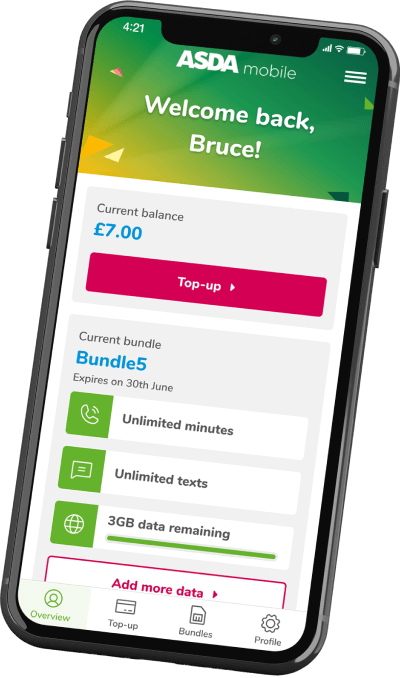 4:21
ASDA mobile
Welcome back,
Bruce!
Current balance
£7.00
Top-up
Current bundle
Bundle5
Expires on 30th June
Unlimited minutes
Unlimited texts
3GB data remaining
Add more data
Overview
Top-up
Bundles
Profile